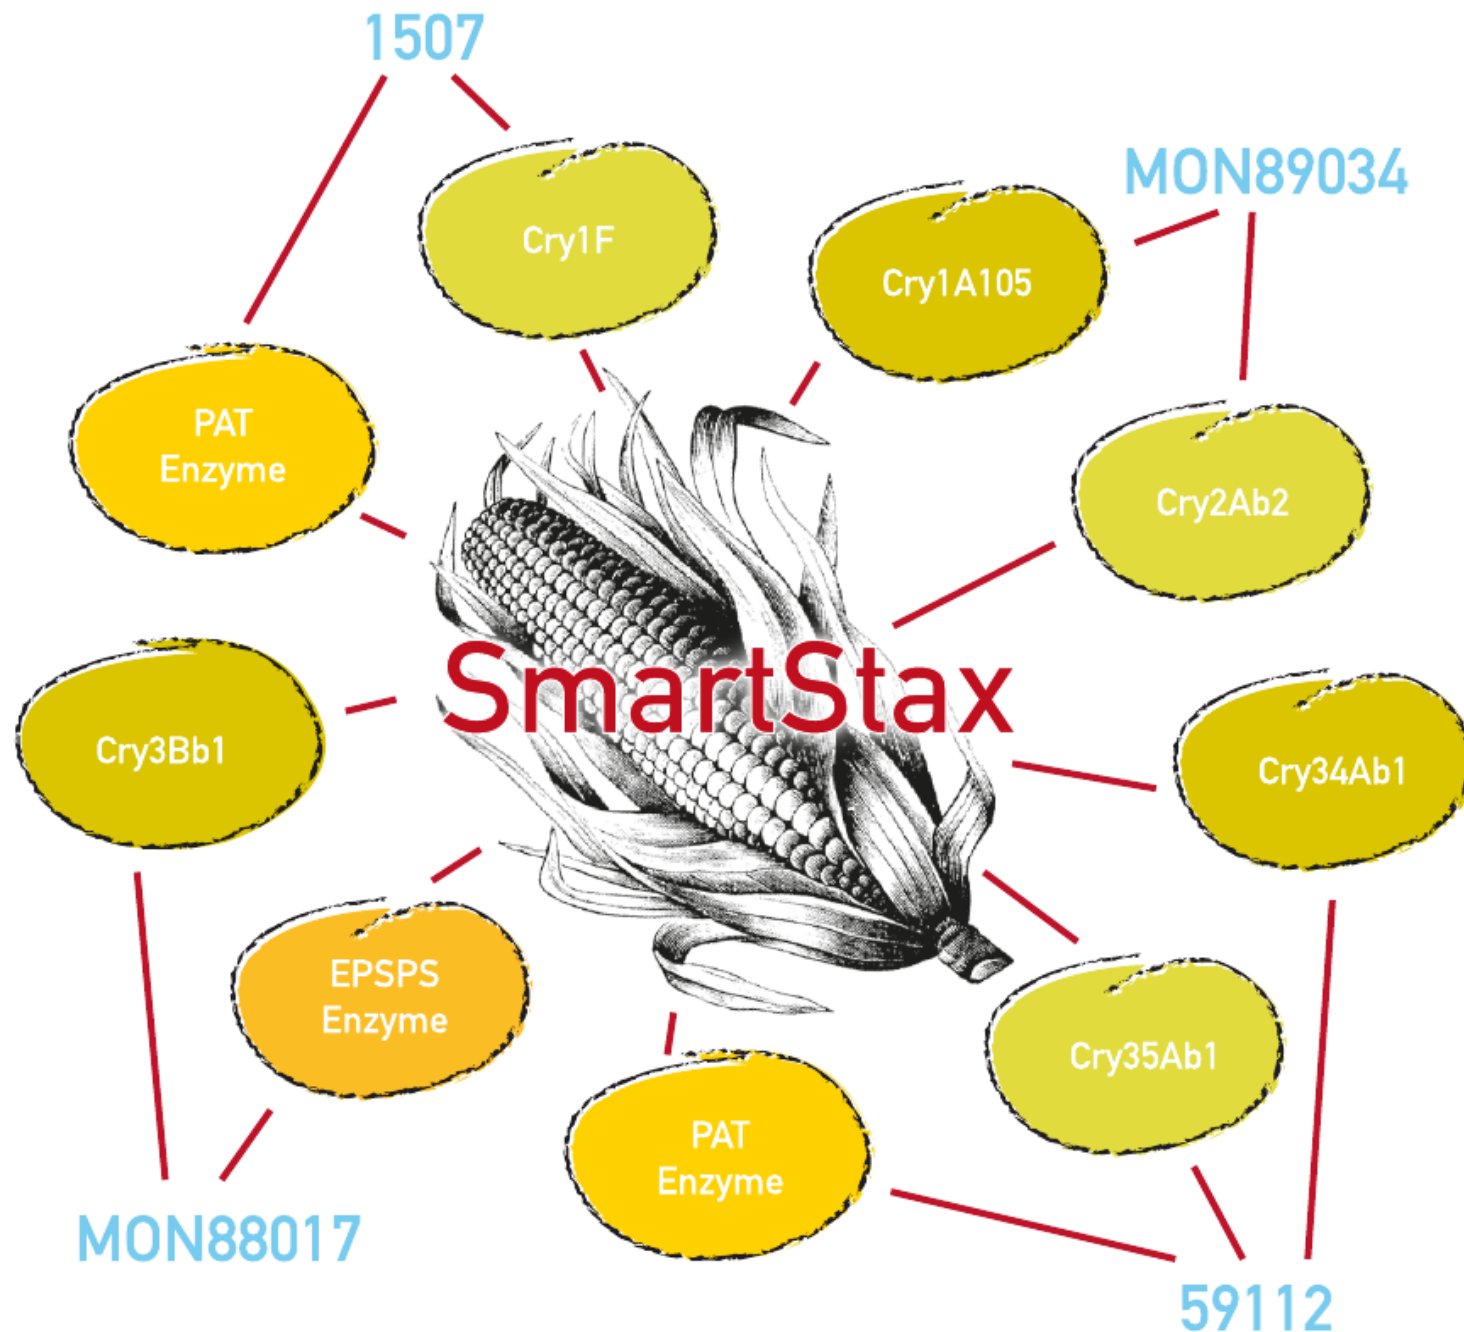 1507
MON89034
Cry1F
Cry1A105
PAT
Enzyme
Cry2Ab2
SmartStax
Cry3Bb1
Cry34Ab1
EPSPS
Enzyme
Cry35Ab1
PAT
Enzyme
MON88017
59112